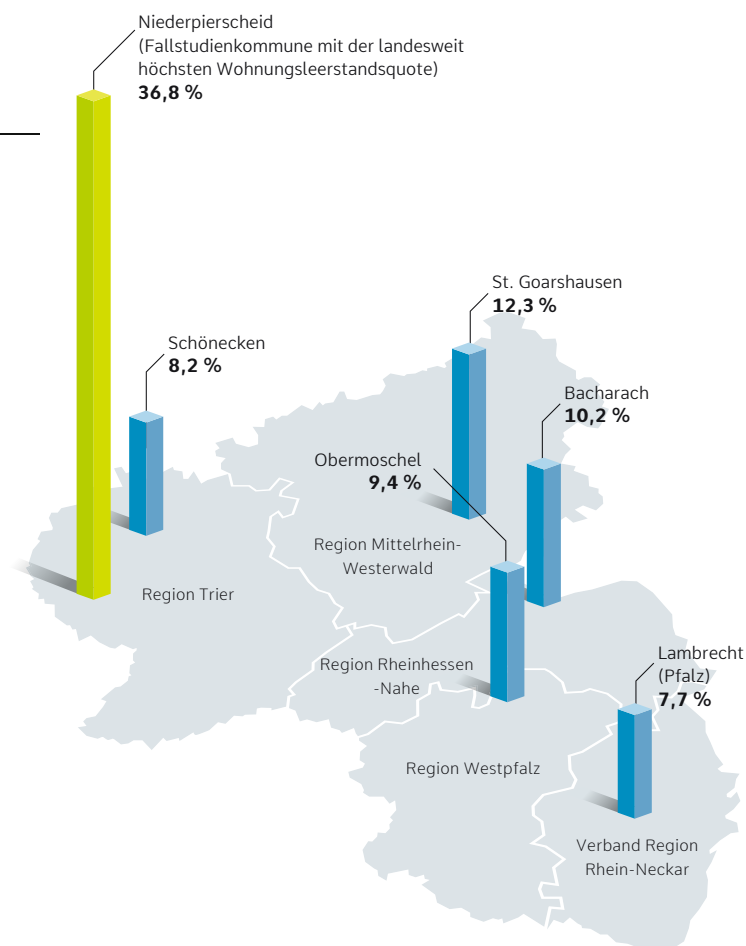 Niederpierscheid
(Fallstudienkommune mit der landesweit
höchsten Wohnungsleerstandsquote)
36,8 %
St. Goarshausen
12,3 %
Schönecken
8,2 %
Bacharach
10,2 %
Obermoschel
9,4 %
Region Mittelrhein-
Westerwald
Region Trier
Lambrecht
(Pfalz)
7,7 %
Region Rheinhessen
-Nahe
Region Westpfalz
Verband Region
Rhein-Neckar